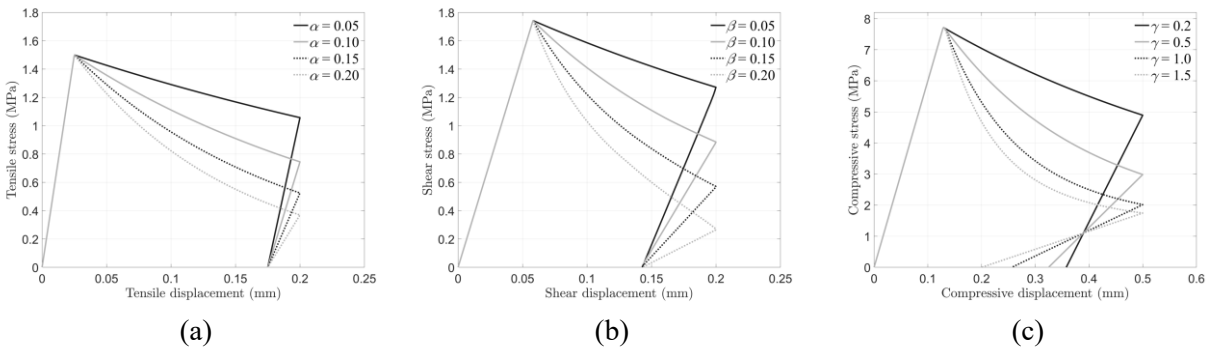 1.8
1.6
1.4
1.2
1
0.8
0.6
0.4
0.2
0
Tensile stress (MPa)
α = 0.05
α = 0.10
α = 0.15
α = 0.20
0 0.05 0.1 0.15 0.2 0.25
Tensile displacement (mm)
(a)
1.8
1.6
1.4
1.2
1
0.8
0.6
0.4
0.2
0
Shear stress (MPa)
β = 0.05
β = 0.10
β = 0.15
β = 0.20
0 0.05 0.1 0.15 0.2 0.25
Shear displacement (mm)
(b)
8
7
6
5
4
3
2
1
0
Compressive stress (MPa)
γ = 0.2
γ = 0.5
γ = 1.0
γ = 1.5
0 0.1 0.2 0.3 0.4 0.5 0.6
Compressive displacement (mm)
(c)